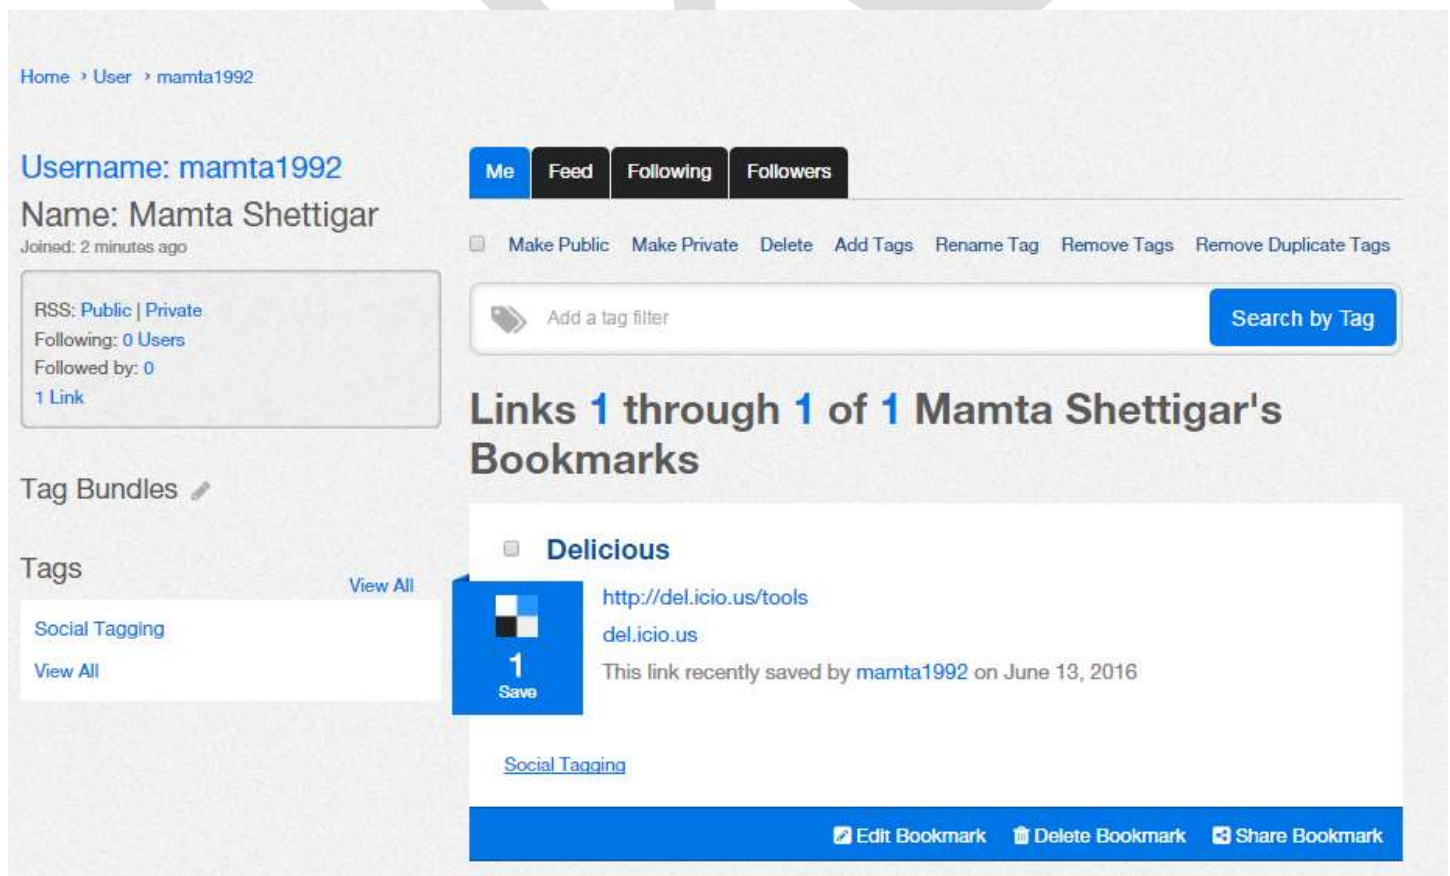 Home › User › mamta1992
Username: mamta1992
Name: Mamta Shettigar
Joined: 2 minutes ago
RSS: Public | Private
Following: 0 Users
Followed by: 0
1 Link
Tag Bundles
Tags
View All
Social Tagging
View All
Me Feed Following Followers
Make Public Make Private Delete Add Tags Rename Tag Remove Tags Remove Duplicate Tags
Add a tag filter Search by Tag
Links 1 through 1 of 1 Mamta Shettigar's
Bookmarks
Delicious
http://del.icio.us/tools
del.icio.us
This link recently saved by mamta1992 on June 13, 2016
1
Save
Social Tagging
Edit Bookmark Delete Bookmark Share Bookmark